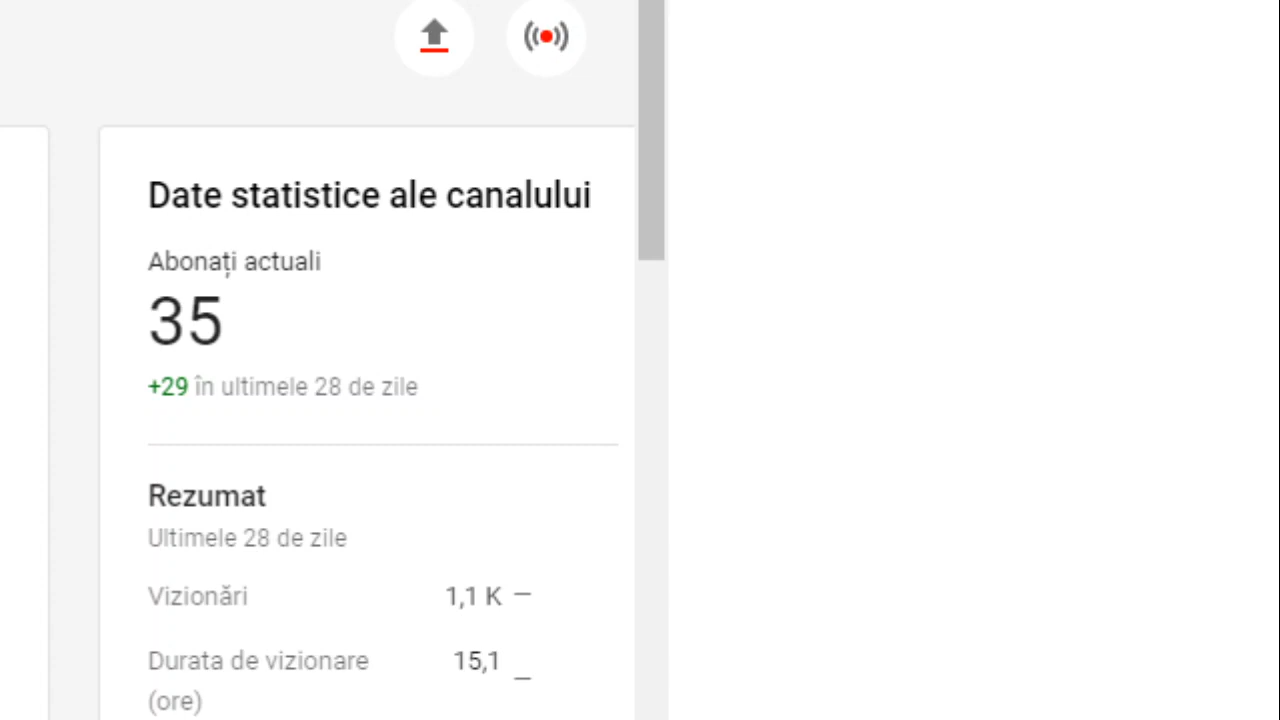 Date statistice ale canalului
Abonați actuali
35
+29 în ultimele 28 de zile
Rezumat
Ultimele 28 de zile
Vizionări 1,1 K —
Durata de vizionare 15,1 —
(ore)